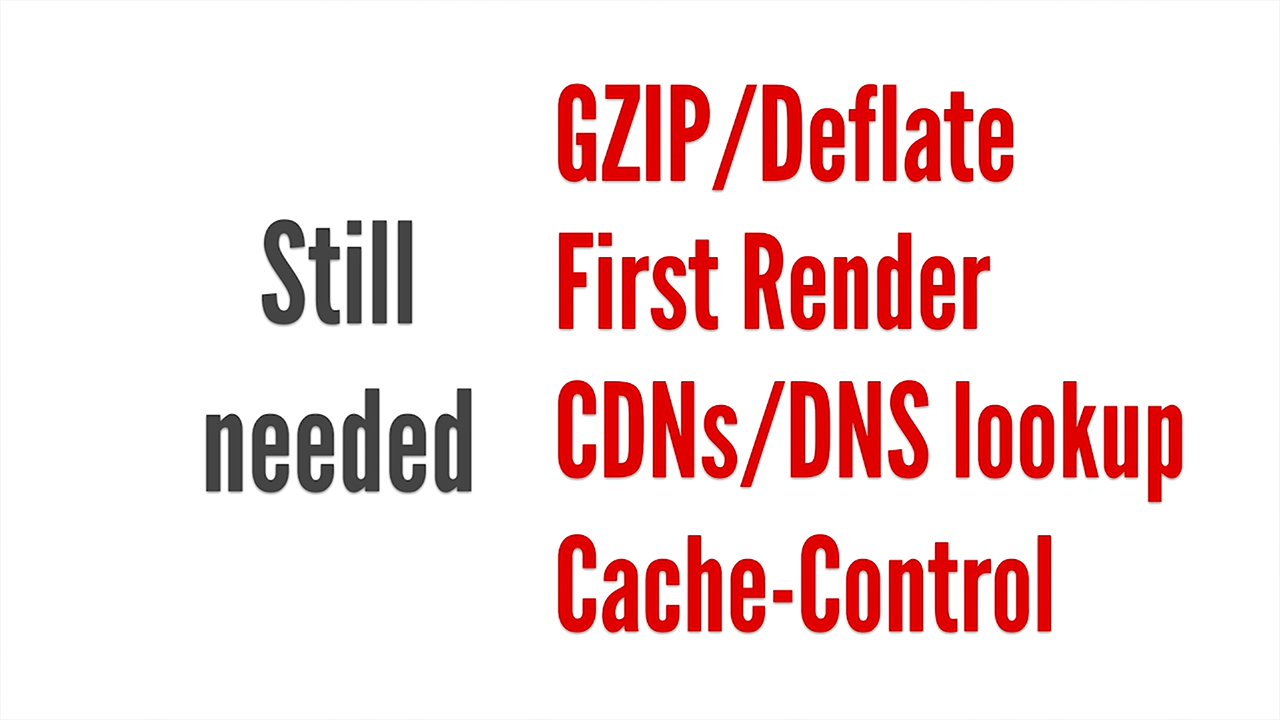 Still
needed
GZIP/Deflate
First Render
CDNs/DNS lookup
Cache-Control